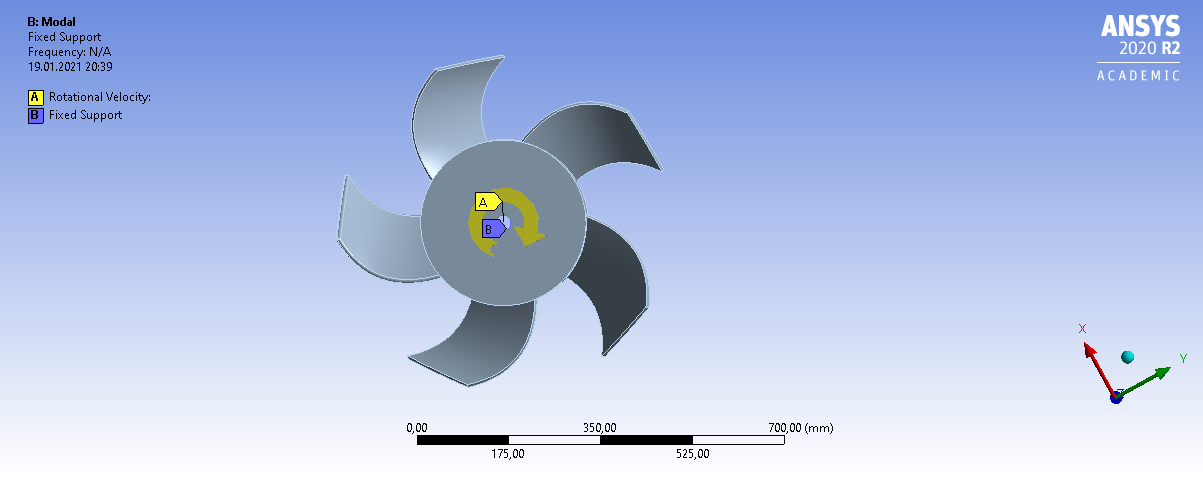 B: Modal
Fixed Support
Frequency: N/A
19.01.2021 20:39
A Rotational Velocity:
B Fixed Support
ANSYS
2020 R2
ACADEMIC
A
B
X
Y
Z
0,00 350,00 700,00 (mm)
175,00 525,00